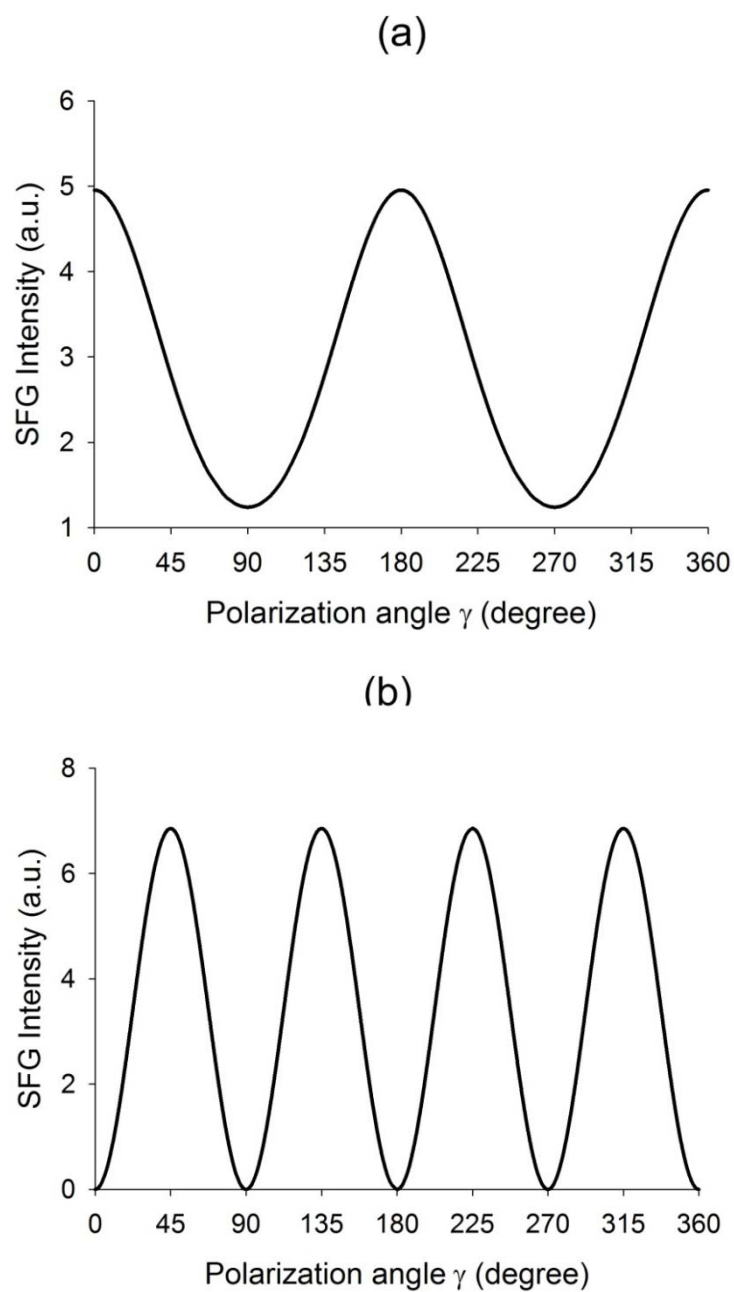 (a)
6
5
4
3
2
1
SFG Intensity (a.u.)
0 45 90 135 180 225 270 315 360
Polarization angle γ (degree)
(b)
8
6
4
2
0
SFG Intensity (a.u.)
0 45 90 135 180 225 270 315 360
Polarization angle γ (degree)